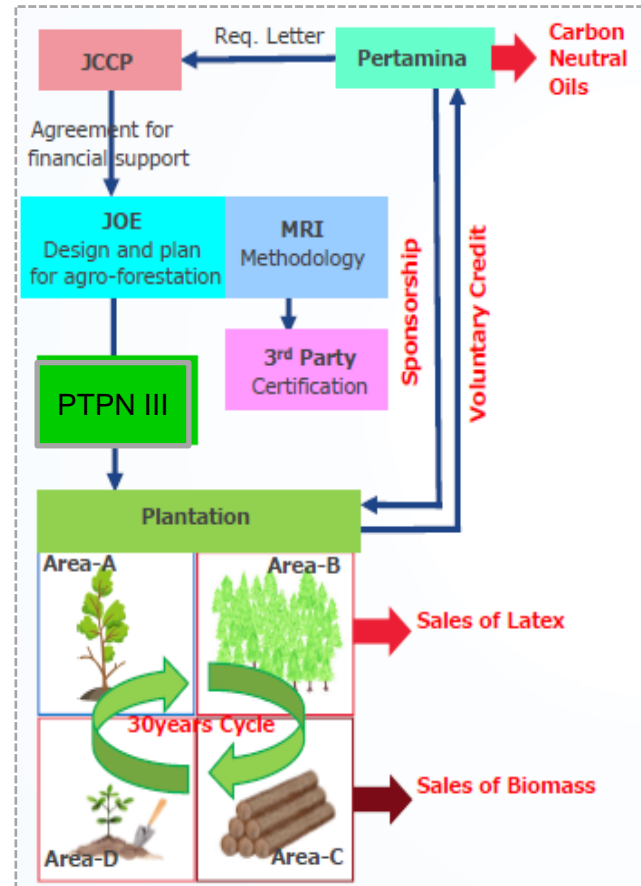 Req. Letter
JCCP
Pertamina
Carbon
Neutral
Oils
Agreement for
financial support
JOE
Design and plan
for agro-forestation
MRI
Methodology
3rd Party
Certification
Sponsorship
Voluntary Credit
PTPN III
Plantation
Area-A
Area-B
Sales of Latex
30years Cycle
Sales of Biomass
Area-D
Area-C